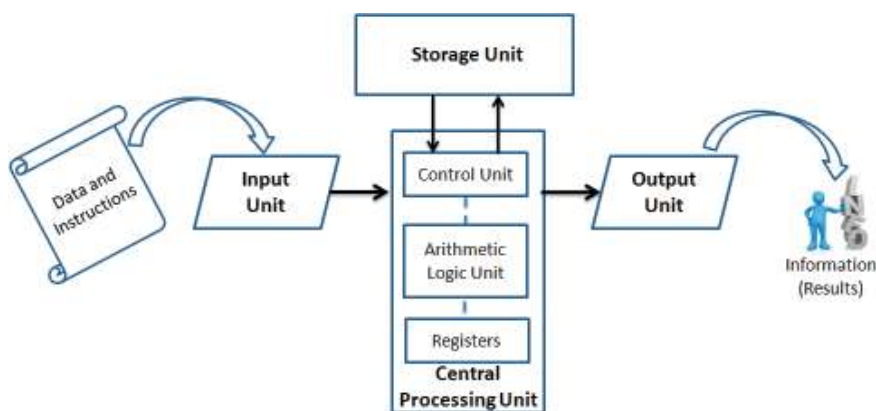 Storage Unit
Data and
Instructions
Input
Unit
Control Unit
Arithmetic
Logic Unit
Registers
Central
Processing Unit
Output
Unit
Information
(Results)